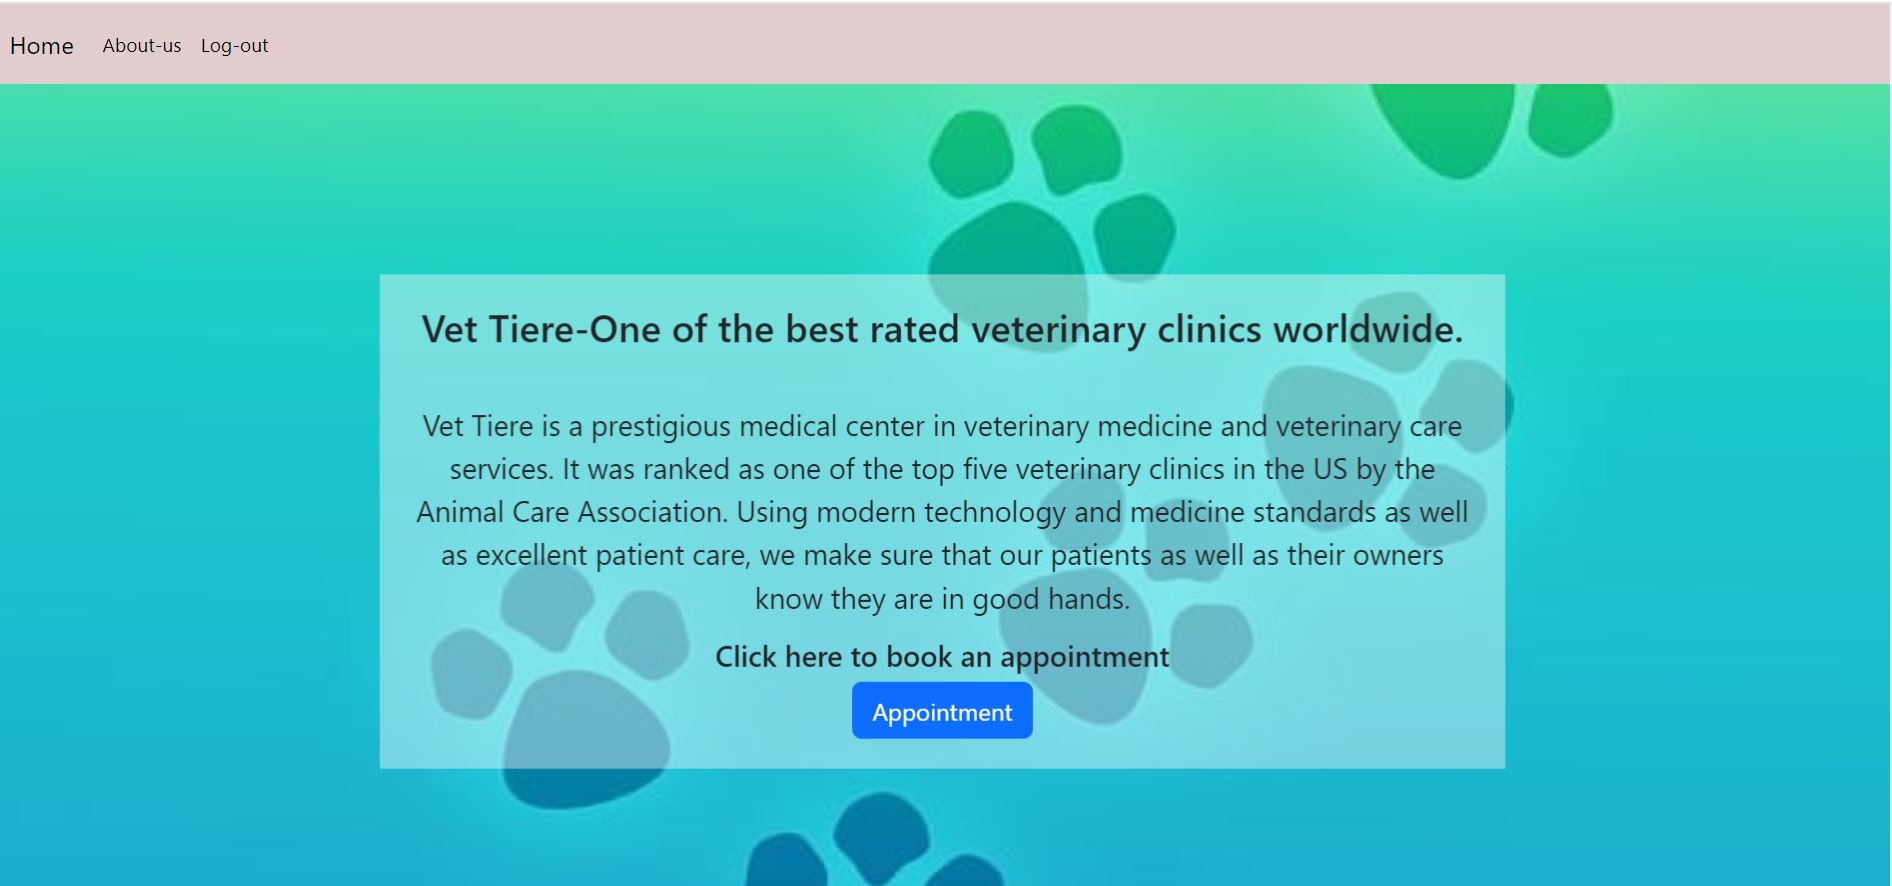 Home About-us Log-out
Vet Tiere-One of the best rated veterinary clinics worldwide.
Vet Tiere is a prestigious medical center in veterinary medicine and veterinary care
services. It was ranked as one of the top five veterinary clinics in the US by the
Animal Care Association. Using modern technology and medicine standards as well
as excellent patient care, we make sure that our patients as well as their owners
know they are in good hands.
Click here to book an appointment
Appointment